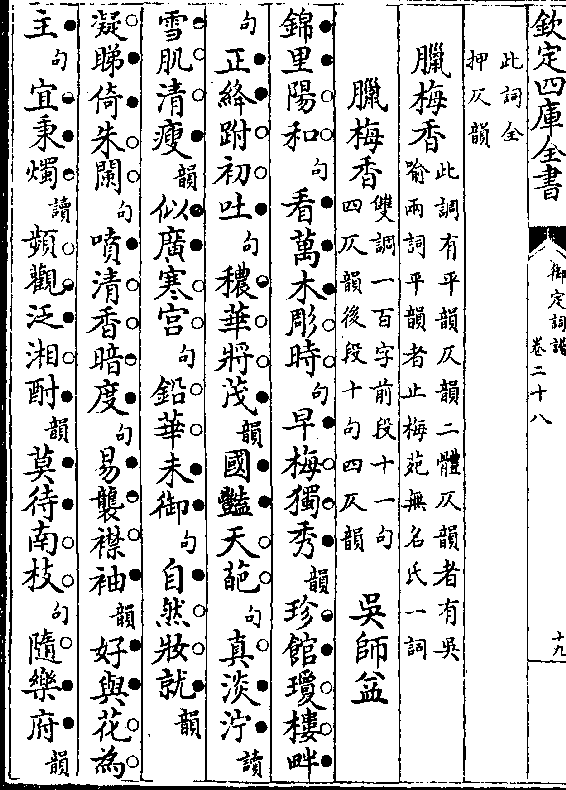 欽定四庫全書
御定詞譜
卷二十八
十九
此詞全
押仄韻
臘梅香
此調有平韻仄韻二體仄韻者有吳
喻兩詞平韻者止梅苑無名氏一詞
臘梅香
雙調一百字前段十一句
四仄韻後段十句四仄韻
吳師益
錦里陽和句看萬木彫時句早梅獨秀韻珍館瓊樓畔
句正絳跗初吐句穠華將茂韻國豔天葩句真淡泞讀
雪肌清瘦韻似廣寒宮句鉛華未御句自然妝就韻
凝睇倚朱闌句噴清香暗度句易襲襟袖韻好與花為
主句宜秉燭讀頻觀泛湘酎韻莫待南枝句隨樂府韻